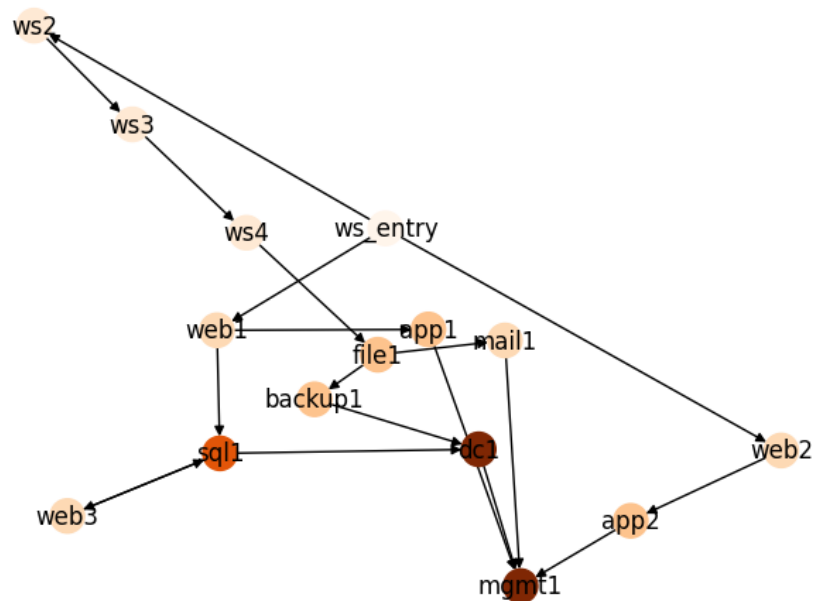 ws2
ws3
ws4
ws_entry
web1
app1
mail1
file1
backup1
sql1
dc1
web2
web3
app2
mgmt1